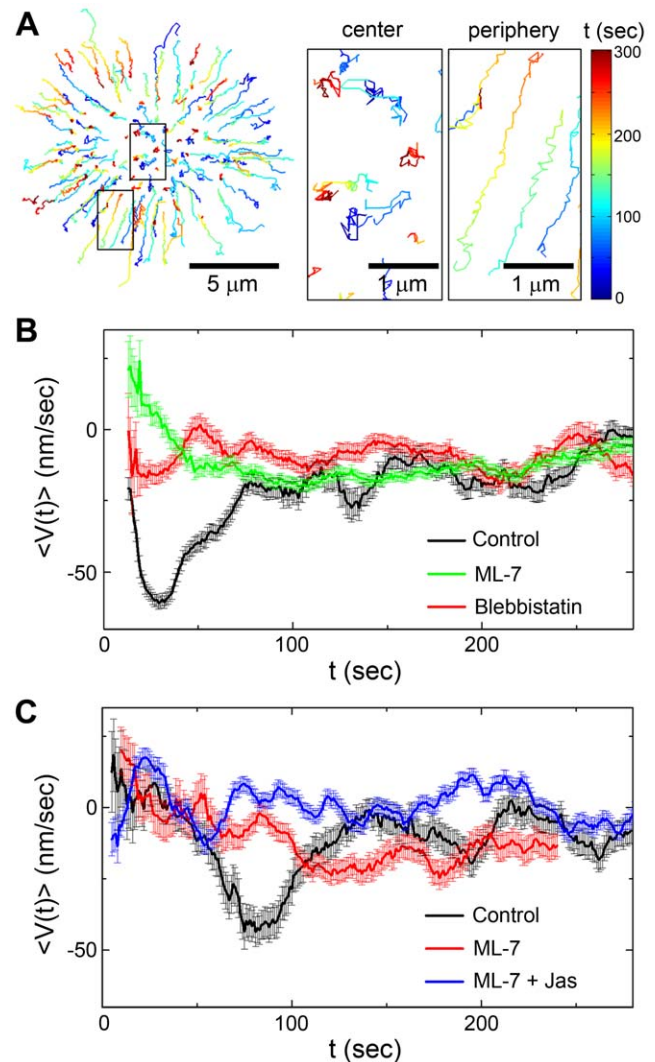 A
center
periphery
t (sec)
300
200
100
0
5 μm
1 μm
1 μm
B
<V(t)> (nm/sec)
0
-50
Control
ML-7
Blebbistatin
0
100
200
t (sec)
C
<V(t)> (nm/sec)
0
-50
Control
ML-7
ML-7 + Jas
0
100
200
t (sec)